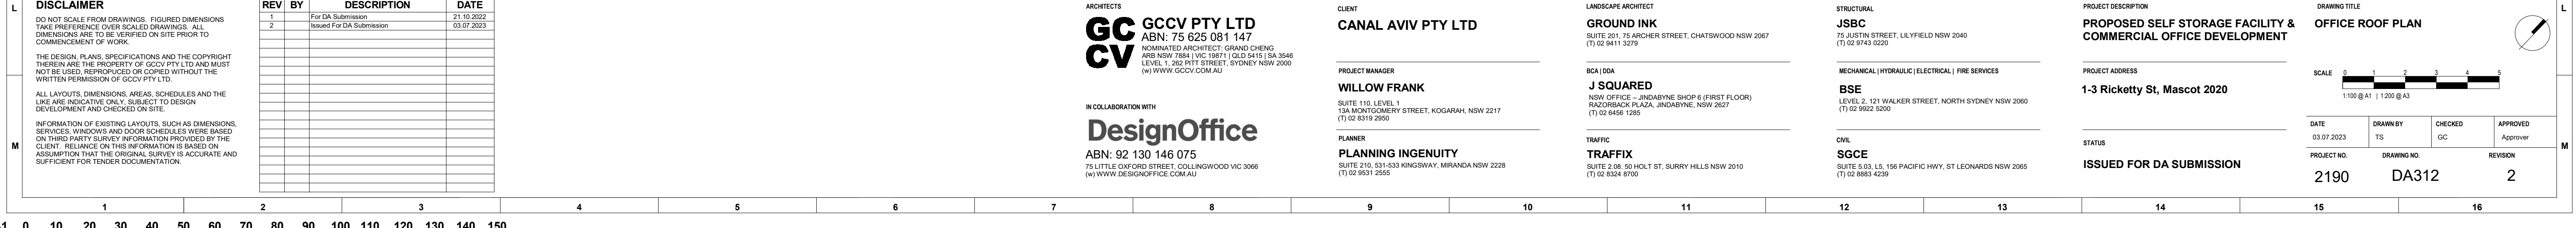 L
DISCLAIMER
DO NOT SCALE FROM DRAWINGS. FIGURED DIMENSIONS
TAKE PREFERENCE OVER SCALED DRAWINGS. ALL
DIMENSIONS ARE TO BE VERIFIED ON SITE PRIOR TO
COMMENCEMENT OF WORK.
THE DESIGN, PLANS, SPECIFICATIONS AND THE COPYRIGHT
THEREIN ARE THE PROPERTY OF GCCV PTY LTD AND MUST
NOT BE USED, REPROPUCED OR COPIED WITHOUT THE
WRITTEN PERMISSION OF GCCV PTY LTD.
ALL LAYOUTS, DIMENSIONS, AREAS, SCHEDULES AND THE
LIKE ARE INDICATIVE ONLY, SUBJECT TO DESIGN
DEVELOPMENT AND CHECKED ON SITE.
INFORMATION OF EXISTING LAYOUTS, SUCH AS DIMENSIONS,
SERVICES, WINDOWS AND DOOR SCHEDULES WERE BASED
ON THIRD PARTY SURVEY INFORMATION PROVIDED BY THE
CLIENT. RELIANCE ON THIS INFORMATION IS BASED ON
ASSUMPTION THAT THE ORIGINAL SURVEY IS ACCURATE AND
SUFFICIENT FOR TENDER DOCUMENTATION.
M
REV BY DESCRIPTION DATE
1 For DA Submission 21.10.2022
2 Issued For DA Submission 03.07.2023
ARCHITECTS
GC
CV
GCCV PTY LTD
ABN: 75 625 081 147
NOMINATED ARCHITECT: GRAND CHENG
ARB NSW 7884 | VIC 19871 | QLD 5415 | SA 3546
LEVEL 1, 262 PITT STREET, SYDNEY NSW 2000
(w) WWW.GCCV.COM.AU
IN COLLABORATION WITH
DesignOffice
ABN: 92 130 146 075
75 LITTLE OXFORD STREET, COLLINGWOOD VIC 3066
(w) WWW.DESIGNOFFICE.COM.AU
CLIENT
CANAL AVIV PTY LTD
PROJECT MANAGER
WILLOW FRANK
SUITE 110, LEVEL 1
13A MONTGOMERY STREET, KOGARAH, NSW 2217
(T) 02 8319 2950
PLANNER
PLANNING INGENUITY
SUITE 210, 531-533 KINGSWAY, MIRANDA NSW 2228
(T) 02 9531 2555
LANDSCAPE ARCHITECT
GROUND INK
SUITE 201, 75 ARCHER STREET, CHATSWOOD NSW 2067
(T) 02 9411 3279
BCA | DDA
J SQUARED
NSW OFFICE – JINDABYNE SHOP 6 (FIRST FLOOR)
RAZORBACK PLAZA, JINDABYNE, NSW 2627
(T) 02 6456 1285
TRAFFIC
TRAFFIX
SUITE 2.08. 50 HOLT ST, SURRY HILLS NSW 2010
(T) 02 8324 8700
STRUCTURAL
JSBC
75 JUSTIN STREET, LILYFIELD NSW 2040
(T) 02 9743 0220
MECHANICAL | HYDRAULIC | ELECTRICAL | FIRE SERVICES
BSE
LEVEL 2, 121 WALKER STREET, NORTH SYDNEY NSW 2060
(T) 02 9922 5200
CIVIL
SGCE
SUITE 5.03, L5, 156 PACIFIC HWY, ST LEONARDS NSW 2065
(T) 02 8883 4239
PROJECT DESCRIPTION
PROPOSED SELF STORAGE FACILITY &
COMMERCIAL OFFICE DEVELOPMENT
PROJECT ADDRESS
1-3 Ricketty St, Mascot 2020
STATUS
ISSUED FOR DA SUBMISSION
DRAWING TITLE
OFFICE ROOF PLAN
SCALE 0 1 2 3 4 5
1:100 @ A1 | 1:200 @ A3
DATE DRAWN BY CHECKED APPROVED
03.07.2023 TS GC Approver
PROJECT NO. DRAWING NO. REVISION
2190 DA312 2
L
M
1 2 3 4 5 6 7 8 9 10 11 12 13 14 15 16
0 10 20 30 40 50 60 70 80 90 100 110 120 130 140 150